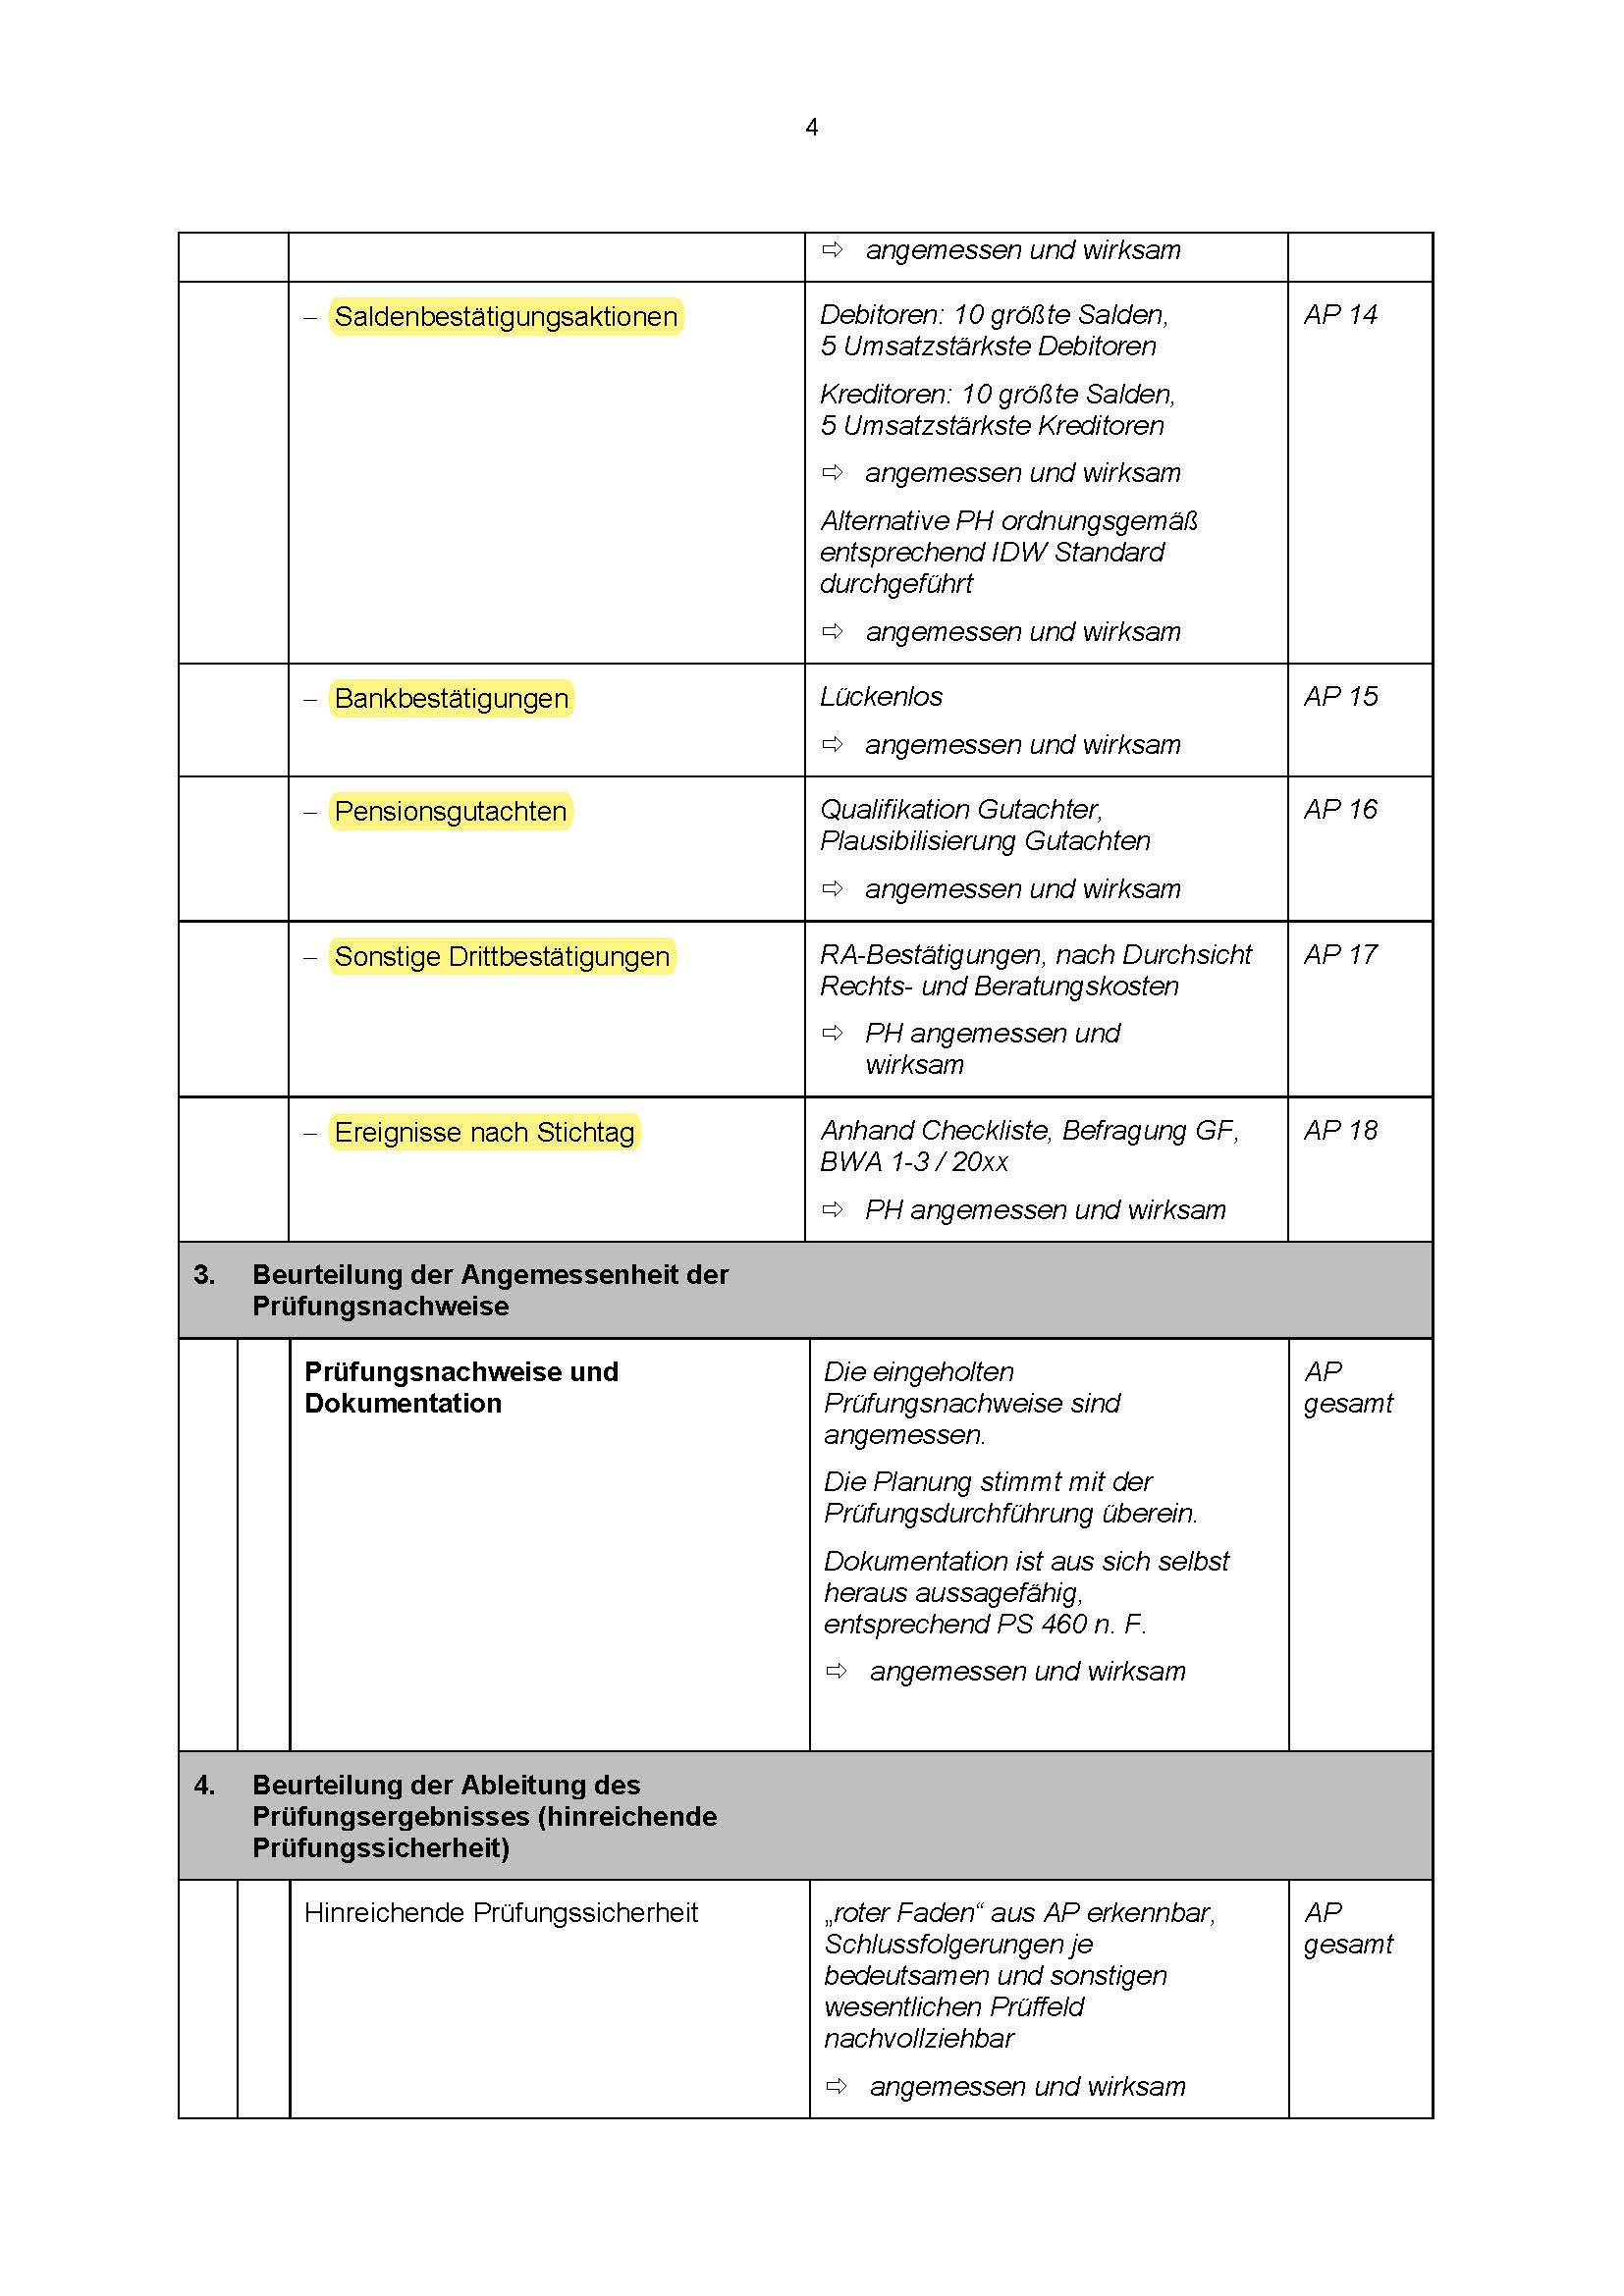 4
⇨ angemessen und wirksam
– Saldenbestätigungsaktionen
Debitoren: 10 größte Salden,
5 Umsatzstärkste Debitoren
Kreditoren: 10 größte Salden,
5 Umsatzstärkste Kreditoren
⇨ angemessen und wirksam
Alternative PH ordnungsgemäß
entsprechend IDW Standard
durchgeführt
⇨ angemessen und wirksam
AP 14
– Bankbestätigungen
Lückenlos
⇨ angemessen und wirksam
AP 15
– Pensionsgutachten
Qualifikation Gutachter,
Plausibilisierung Gutachten
⇨ angemessen und wirksam
AP 16
– Sonstige Drittbestätigungen
RA-Bestätigungen, nach Durchsicht
Rechts- und Beratungskosten
⇨ PH angemessen und
wirksam
AP 17
– Ereignisse nach Stichtag
Anhand Checkliste, Befragung GF,
BWA 1-3 / 20xx
⇨ PH angemessen und wirksam
AP 18
3. Beurteilung der Angemessenheit der
Prüfungsnachweise
Prüfungsnachweise und
Dokumentation
Die eingeholten
Prüfungsnachweise sind
angemessen.
Die Planung stimmt mit der
Prüfungsdurchführung überein.
Dokumentation ist aus sich selbst
heraus aussagefähig,
entsprechend PS 460 n. F.
⇨ angemessen und wirksam
AP
gesamt
4. Beurteilung der Ableitung des
Prüfungsergebnisses (hinreichende
Prüfungssicherheit)
Hinreichende Prüfungssicherheit
„roter Faden“ aus AP erkennbar,
Schlussfolgerungen je
bedeutsamen und sonstigen
wesentlichen Prüffeld
nachvollziehbar
⇨ angemessen und wirksam
AP
gesamt